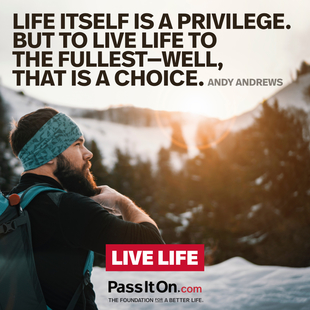 LIFE ITSELF IS A PRIVILEGE.
BUT TO LIVE LIFE TO
THE FULLEST—WELL,
THAT IS A CHOICE. ANDY ANDREWS
LIVE LIFE
PassItOn.com
THE FOUNDATION FOR A BETTER LIFE.